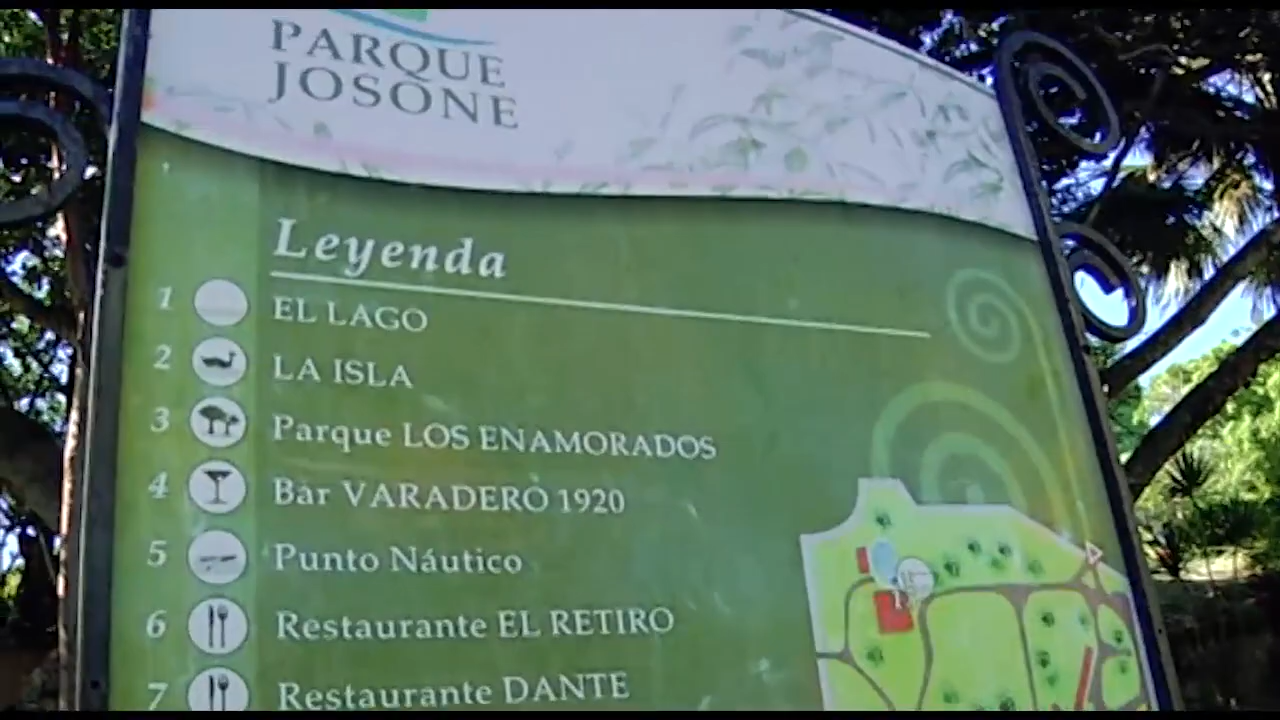 PARQUE
JOSONE
Leyenda
1 EL LAGO
2 LA ISLA
3 Parque LOS ENAMORADOS
4 Bar VARADERO 1920
5 Punto Náutico
6 Restaurante EL RETIRO
7 Restaurante DANTE